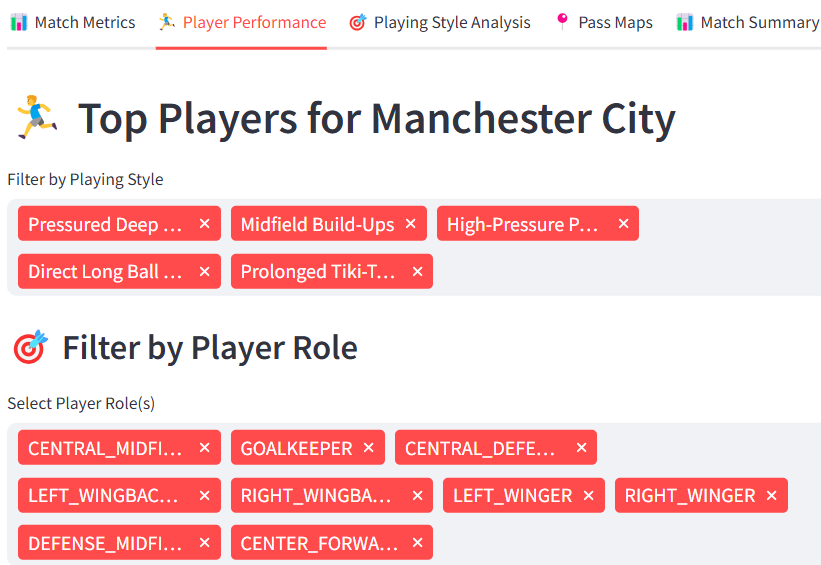 Match Metrics Player Performance Playing Style Analysis Pass Maps Match Summary
Top Players for Manchester City
Filter by Playing Style
Pressured Deep ... × Midfield Build-Ups × High-Pressure P... ×
Direct Long Ball ... × Prolonged Tiki-T... ×
Filter by Player Role
Select Player Role(s)
CENTRAL_MIDFI... × GOALKEEPER × CENTRAL_DEFE... ×
LEFT_WINGBAC... × RIGHT_WINGBA... × LEFT_WINGER × RIGHT_WINGER ×
DEFENSE_MIDFI... × CENTER_FORWA... ×